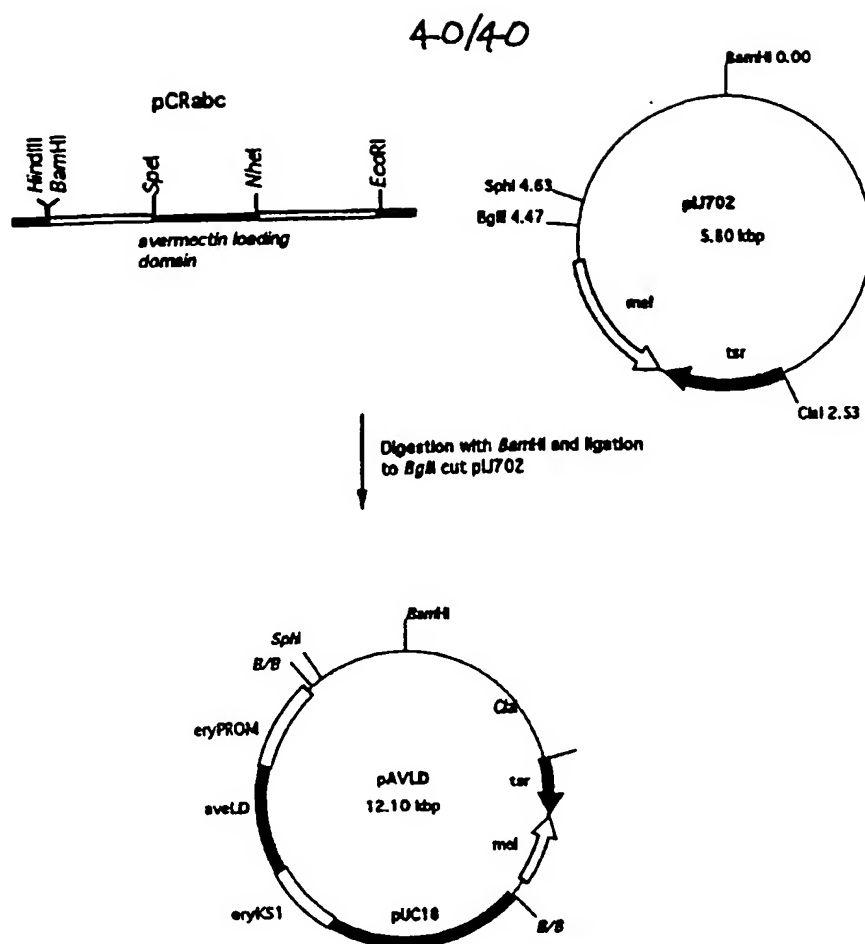 40/40
pCRabc
HindIII
BamHI
SpeI
NheI
EcoRI
avermectin loading
domain
BamHI 0.00
SphI 4.63
BglII 4.47
pIJ702
5.80 kbp
mel
tsr
ClaI 2.53
Digestion with BamHI and ligation
to BglII cut pIJ702
BamHI
SphI
B/B
ClaI
eryPROM
pAVLD
12.10 kbp
tsr
aveLD
mel
eryKS1
pUC18
B/B